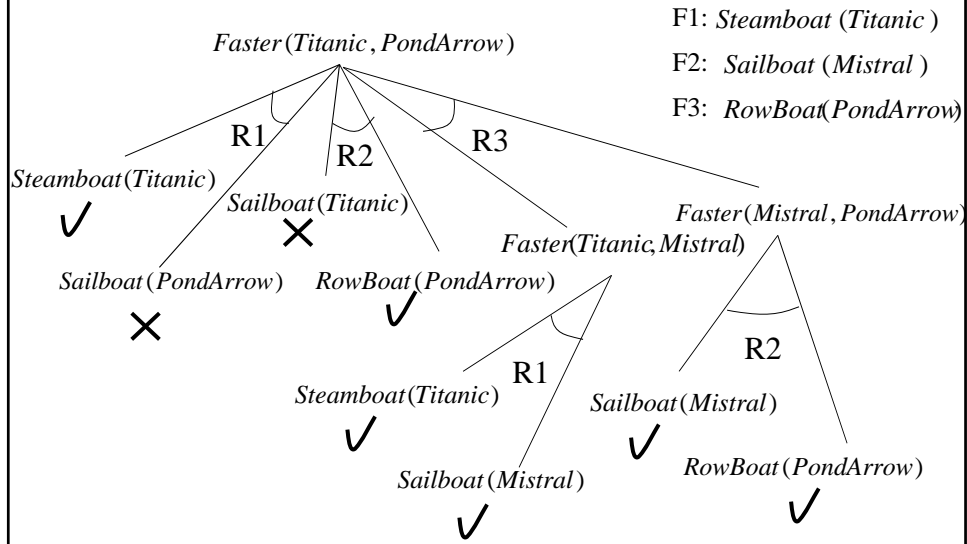 F1: Steamboat (Titanic)
Faster(Titanic, PondArrow)
F2: Sailboat (Mistral)
F3: RowBoat(PondArrow)
R1
R2
R3
Steamboat(Titanic)
Sailboat(Titanic)
Faster(Mistral, PondArrow)
Faster(Titanic, Mistral)
Sailboat(PondArrow)
RowBoat(PondArrow)
R1
R2
Steamboat(Titanic)
Sailboat(Mistral)
Sailboat(Mistral)
RowBoat(PondArrow)